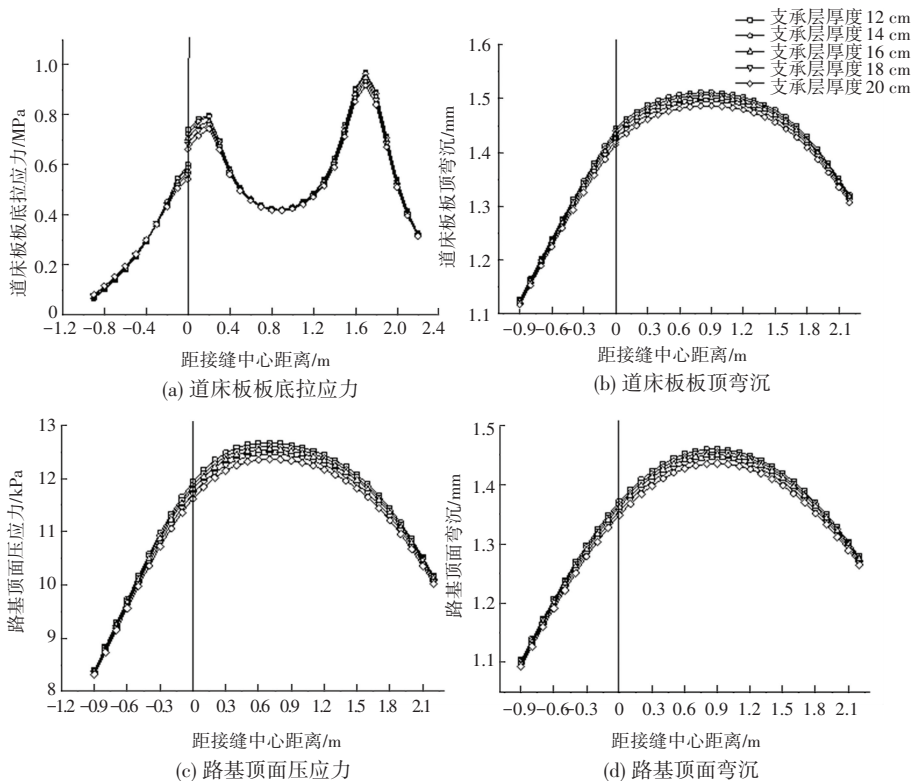 支承层厚度 12 cm
支承层厚度 14 cm
支承层厚度 16 cm
支承层厚度 18 cm
支承层厚度 20 cm
道床板板底拉应力/MPa
1.0
0.8
0.6
0.4
0.2
0
−1.2 −0.8 −0.4 0 0.4 0.8 1.2 1.6 2.0 2.4
距接缝中心距离/m
(a) 道床板板底拉应力
道床板板顶弯沉/mm
1.6
1.5
1.4
1.3
1.2
1.1
−0.9 −0.6 −0.3 0 0.3 0.6 0.9 1.2 1.5 1.8 2.1
距接缝中心距离/m
(b) 道床板板顶弯沉
路基顶面压应力/kPa
13
12
11
10
9
8
−1.2 −0.9 −0.6 −0.3 0 0.3 0.6 0.9 1.2 1.5 1.8 2.1
距接缝中心距离/m
(c) 路基顶面压应力
路基顶面弯沉/mm
1.5
1.4
1.3
1.2
1.1
−0.9 −0.6 −0.3 0 0.3 0.6 0.9 1.2 1.5 1.8 2.1
距接缝中心距离/m
(d) 路基顶面弯沉